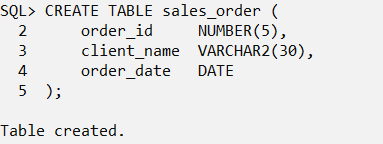 SQL> CREATE TABLE sales_order (
  2      order_id     NUMBER(5),
  3      client_name  VARCHAR2(30),
  4      order_date   DATE
  5  );
Table created.